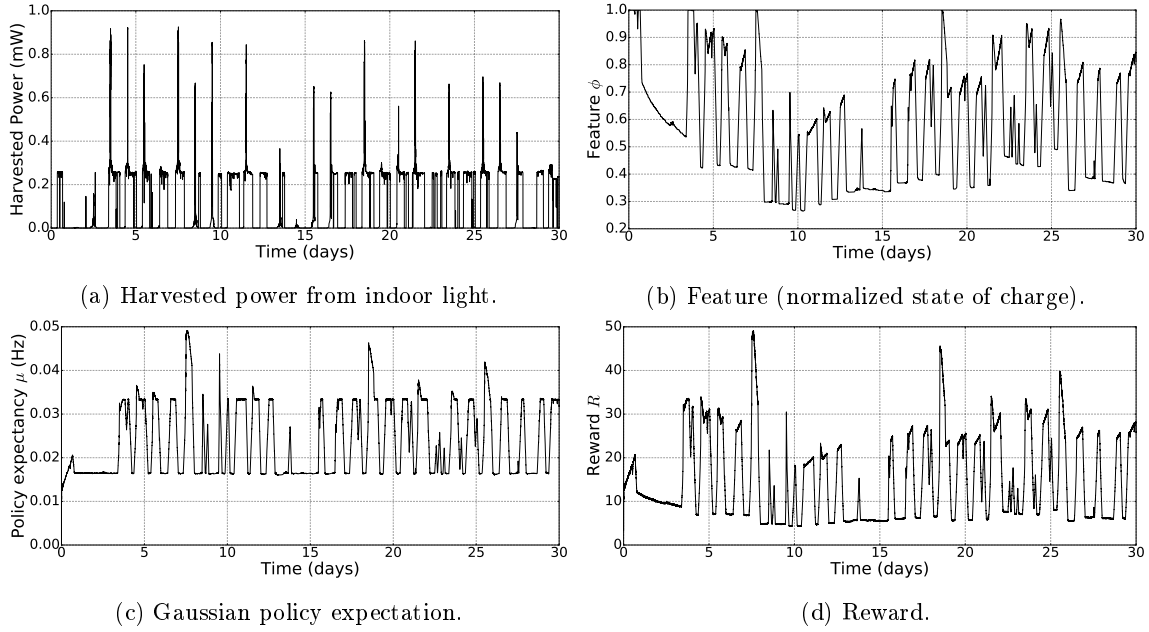 1.0
0.8
0.6
0.4
0.2
0.0
Harvested Power (mW)
0 5 10 15 20 25 30
Time (days)
(a) Harvested power from indoor light.
1.0
0.9
0.8
0.7
0.6
0.5
0.4
0.3
0.2
Feature ϕ
0 5 10 15 20 25 30
Time (days)
(b) Feature (normalized state of charge).
0.05
0.04
0.03
0.02
0.01
0.00
Policy expectancy μ (Hz)
0 5 10 15 20 25 30
Time (days)
(c) Gaussian policy expectation.
50
40
30
20
10
0
Reward R
0 5 10 15 20 25 30
Time (days)
(d) Reward.